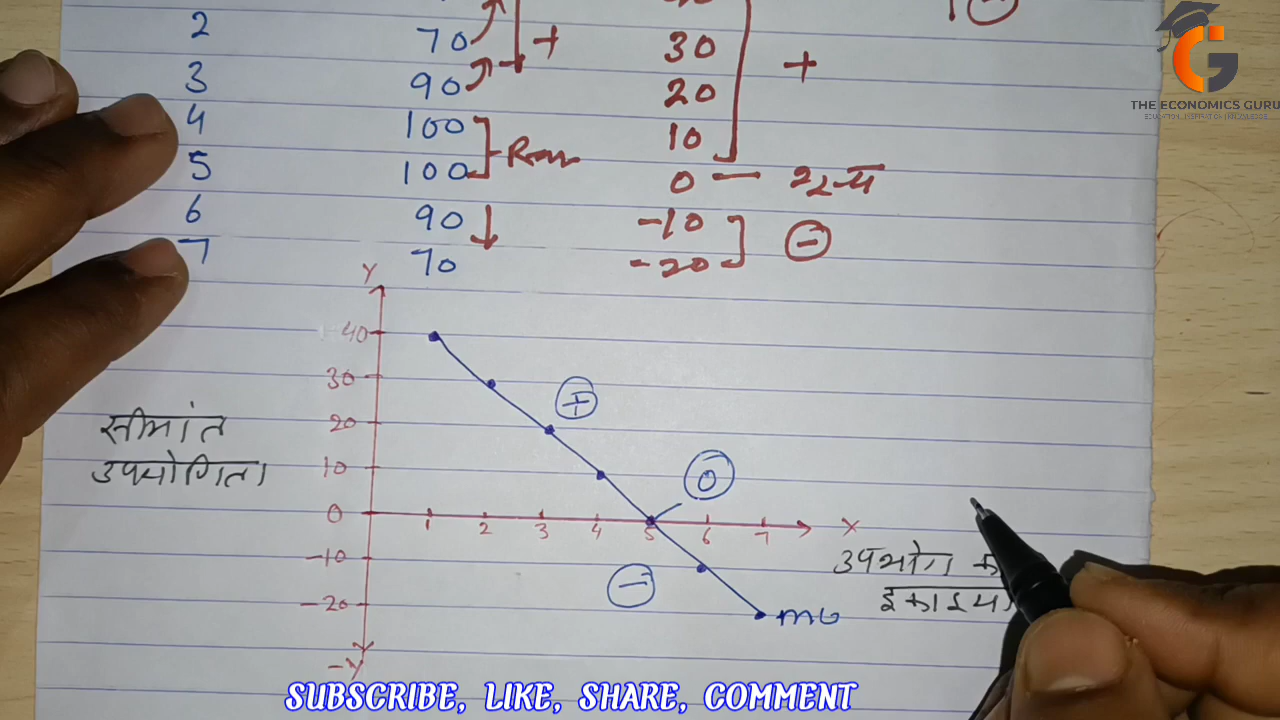 2 70 + 30 +
3 90 20
4 100 10
5 100 0 — शून्य
6 90 -10
7 70 -20 −
Y
40
30
+
20
सीमांत
उपयोगिता
10
0
0
1 2 3 4 5 6 7 X
-10
उपभोग
इकाइयां
-20
−
MU
-Y
THE ECONOMICS GURU
SUBSCRIBE, LIKE, SHARE, COMMENT